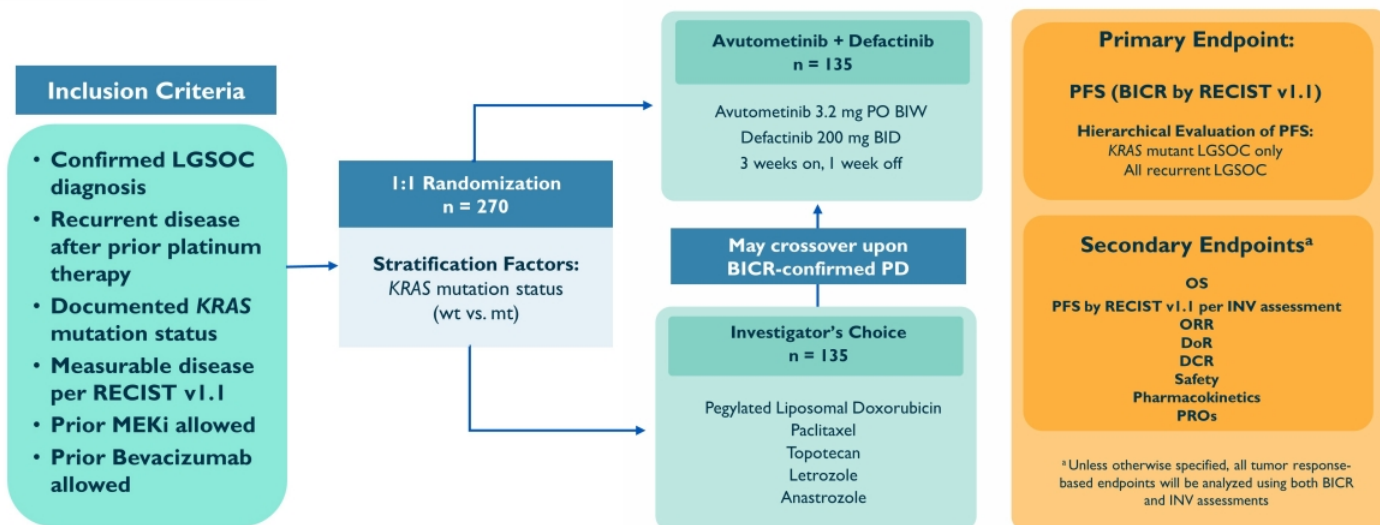 Inclusion Criteria
• Confirmed LGSOC
diagnosis
• Recurrent disease
after prior platinum
therapy
• Documented KRAS
mutation status
• Measurable disease
per RECIST v1.1
• Prior MEKi allowed
• Prior Bevacizumab
allowed
1:1 Randomization
n = 270
Stratification Factors:
KRAS mutation status
(wt vs. mt)
Avutometinib + Defactinib
n = 135
Avutometinib 3.2 mg PO BIW
Defactinib 200 mg BID
3 weeks on, 1 week off
May crossover upon
BICR-confirmed PD
Investigator's Choice
n = 135
Pegylated Liposomal Doxorubicin
Paclitaxel
Topotecan
Letrozole
Anastrozole
Primary Endpoint:
PFS (BICR by RECIST v1.1)
Hierarchical Evaluation of PFS:
KRAS mutant LGSOC only
All recurrent LGSOC
Secondary Endpointsᵃ
OS
PFS by RECIST v1.1 per INV assessment
ORR
DoR
DCR
Safety
Pharmacokinetics
PROs
ᵃ Unless otherwise specified, all tumor response-
based endpoints will be analyzed using both BICR
and INV assessments